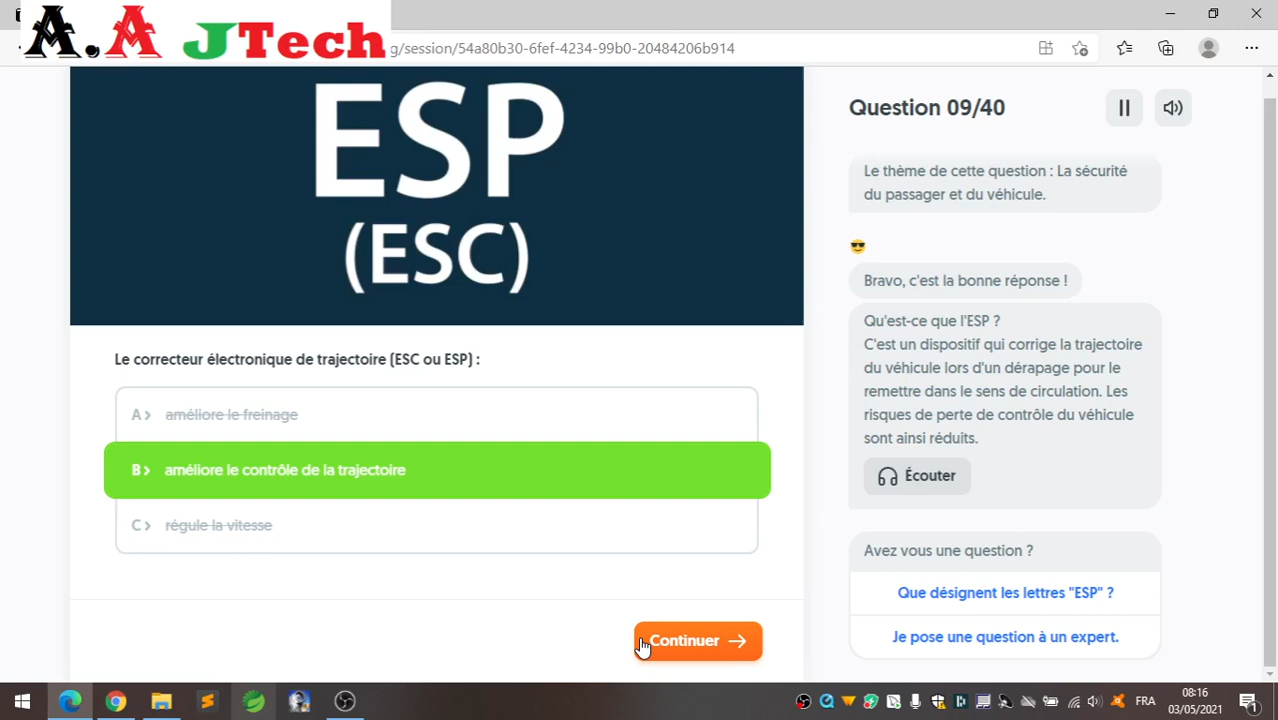 A.A JTech
g/session/54a80b30-6fef-4234-99b0-20484206b914
ESP
(ESC)
Le correcteur électronique de trajectoire (ESC ou ESP) :
A améliore le freinage
B améliore le contrôle de la trajectoire
C régule la vitesse
Continuer
Question 09/40
Le thème de cette question : La sécurité
du passager et du véhicule.
Bravo, c'est la bonne réponse !
Qu'est-ce que l'ESP ?
C'est un dispositif qui corrige la trajectoire
du véhicule lors d'un dérapage pour le
remettre dans le sens de circulation. Les
risques de perte de contrôle du véhicule
sont ainsi réduits.
Écouter
Avez vous une question ?
Que désignent les lettres "ESP" ?
Je pose une question à un expert.
FRA
08:16
03/05/2021
1